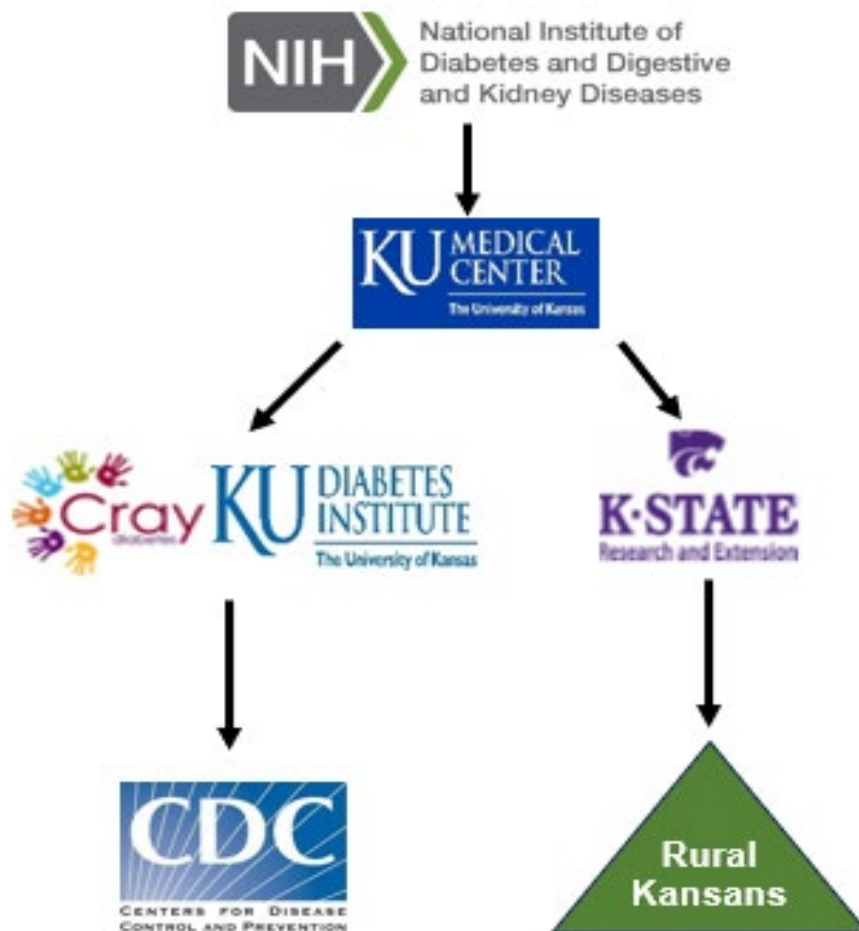 NIH
National Institute of
Diabetes and Digestive
and Kidney Diseases
KU MEDICAL
CENTER
The University of Kansas
Cray
diabetes
KU DIABETES
INSTITUTE
The University of Kansas
K·STATE
Research and Extension
CDC
CENTERS FOR DISEASE
CONTROL AND PREVENTION
Rural
Kansans